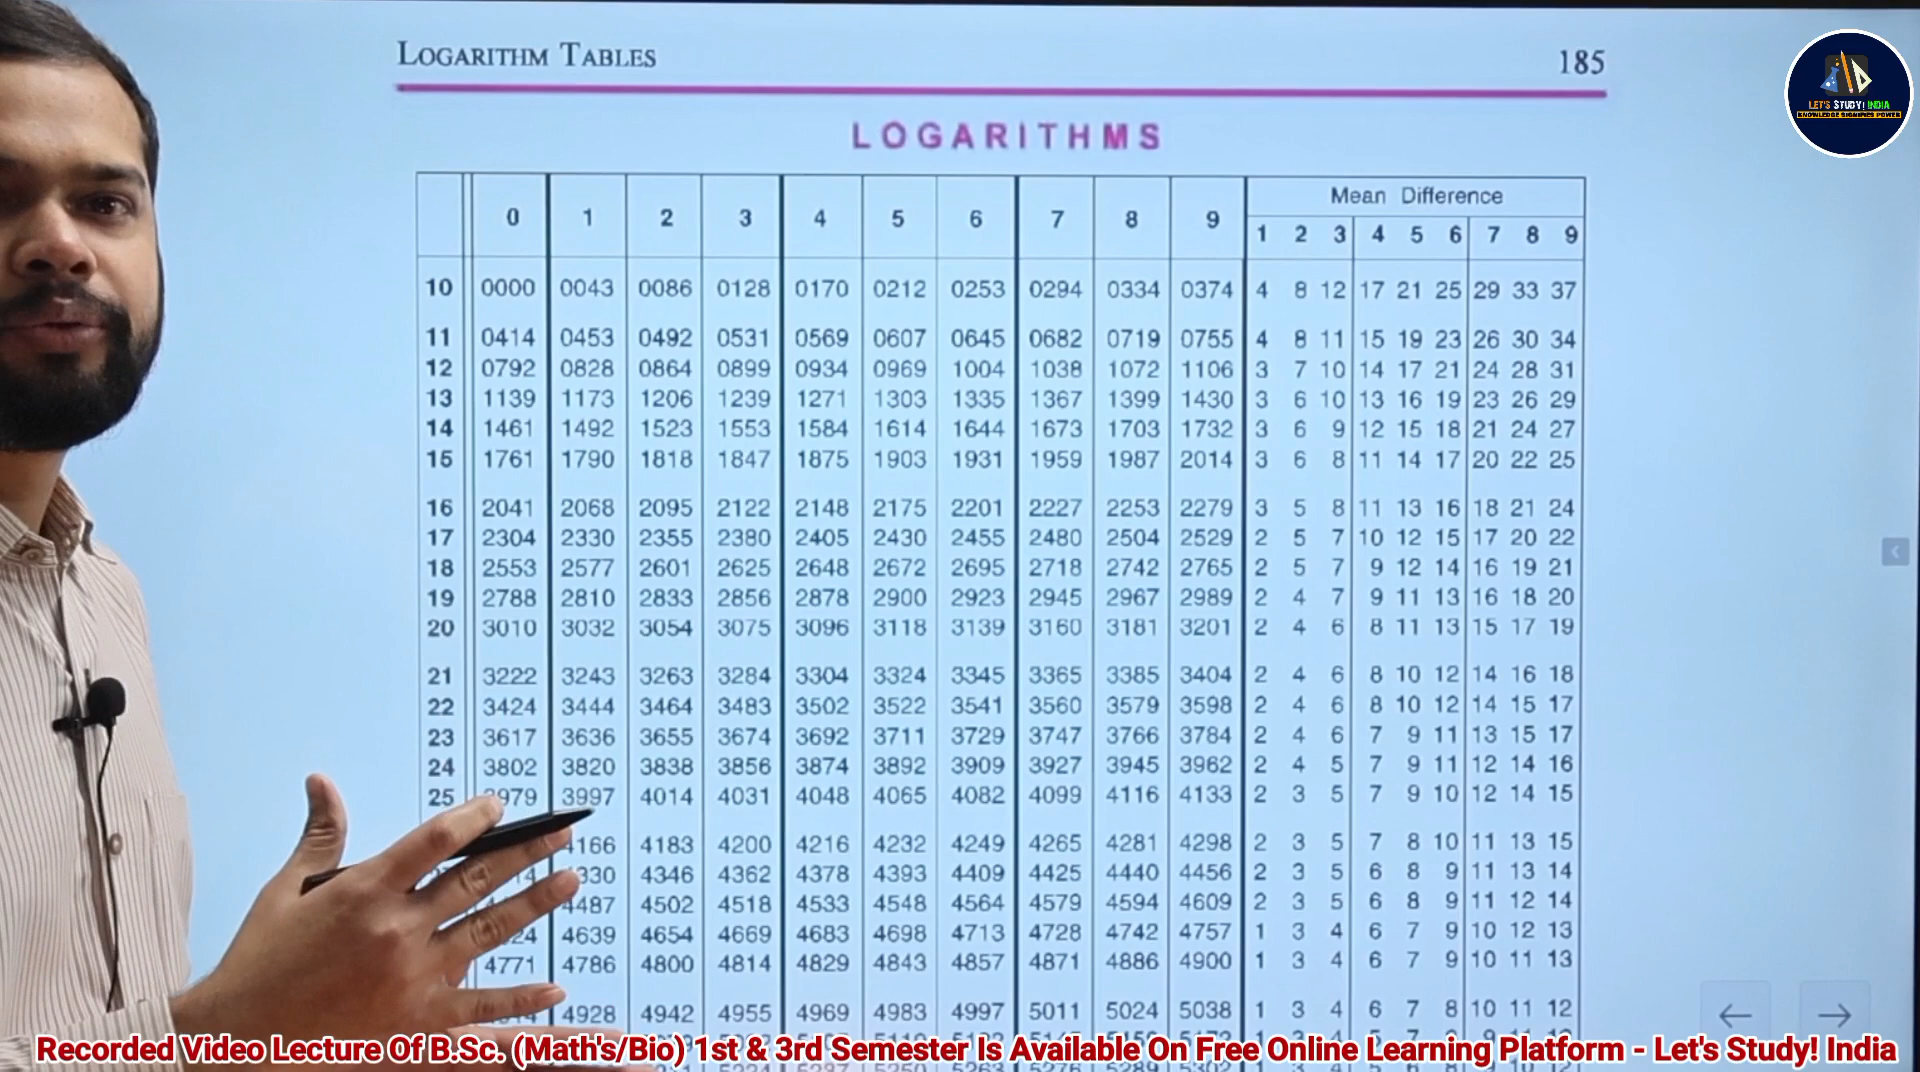 LOGARITHM TABLES 185
LET'S STUDY! INDIA
KNOWLEDGE SIGNIFIES POWER
LOGARITHMS
Mean Difference
0 1 2 3 4 5 6 7 8 9 1 2 3 4 5 6 7 8 9
10 0000 0043 0086 0128 0170 0212 0253 0294 0334 0374 4 8 12 17 21 25 29 33 37
11 0414 0453 0492 0531 0569 0607 0645 0682 0719 0755 4 8 11 15 19 23 26 30 34
12 0792 0828 0864 0899 0934 0969 1004 1038 1072 1106 3 7 10 14 17 21 24 28 31
13 1139 1173 1206 1239 1271 1303 1335 1367 1399 1430 3 6 10 13 16 19 23 26 29
14 1461 1492 1523 1553 1584 1614 1644 1673 1703 1732 3 6 9 12 15 18 21 24 27
15 1761 1790 1818 1847 1875 1903 1931 1959 1987 2014 3 6 8 11 14 17 20 22 25
16 2041 2068 2095 2122 2148 2175 2201 2227 2253 2279 3 5 8 11 13 16 18 21 24
17 2304 2330 2355 2380 2405 2430 2455 2480 2504 2529 2 5 7 10 12 15 17 20 22
18 2553 2577 2601 2625 2648 2672 2695 2718 2742 2765 2 5 7 9 12 14 16 19 21
19 2788 2810 2833 2856 2878 2900 2923 2945 2967 2989 2 4 7 9 11 13 16 18 20
20 3010 3032 3054 3075 3096 3118 3139 3160 3181 3201 2 4 6 8 11 13 15 17 19
21 3222 3243 3263 3284 3304 3324 3345 3365 3385 3404 2 4 6 8 10 12 14 16 18
22 3424 3444 3464 3483 3502 3522 3541 3560 3579 3598 2 4 6 8 10 12 14 15 17
23 3617 3636 3655 3674 3692 3711 3729 3747 3766 3784 2 4 6 7 9 11 13 15 17
24 3802 3820 3838 3856 3874 3892 3909 3927 3945 3962 2 4 5 7 9 11 12 14 16
25 3979 3997 4014 4031 4048 4065 4082 4099 4116 4133 2 3 5 7 9 10 12 14 15
4166 4183 4200 4216 4232 4249 4265 4281 4298 2 3 5 7 8 10 11 13 15
4330 4346 4362 4378 4393 4409 4425 4440 4456 2 3 5 6 8 9 11 13 14
4487 4502 4518 4533 4548 4564 4579 4594 4609 2 3 5 6 8 9 11 12 14
4639 4654 4669 4683 4698 4713 4728 4742 4757 1 3 4 6 7 9 10 12 13
4771 4786 4800 4814 4829 4843 4857 4871 4886 4900 1 3 4 6 7 9 10 11 13
4928 4942 4955 4969 4983 4997 5011 5024 5038 1 3 4 6 7 8 10 11 12
Recorded Video Lecture Of B.Sc. (Math's/Bio) 1st & 3rd Semester Is Available On Free Online Learning Platform - Let's Study! India